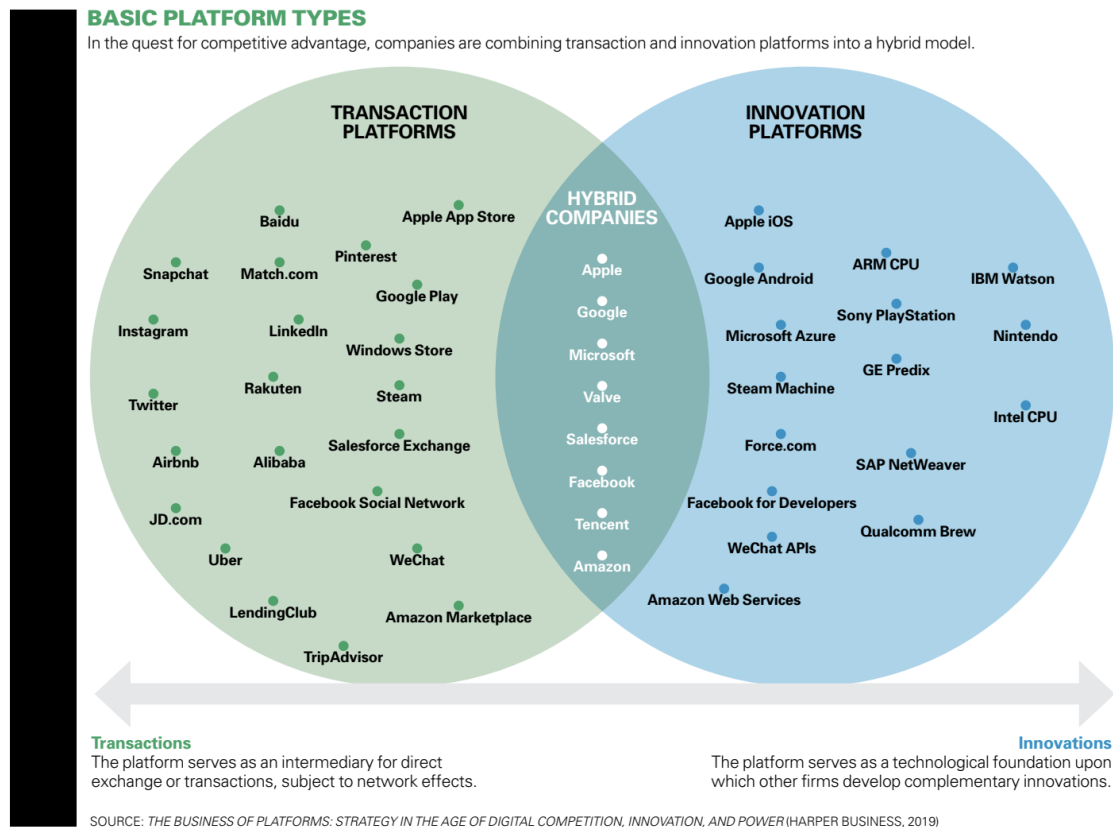 BASIC PLATFORM TYPES
In the quest for competitive advantage, companies are combining transaction and innovation platforms into a hybrid model.
TRANSACTION
PLATFORMS
Baidu
Apple App Store
Pinterest
Snapchat
Match.com
Google Play
Instagram
LinkedIn
Windows Store
Rakuten
Steam
Twitter
Salesforce Exchange
Airbnb
Alibaba
Facebook Social Network
JD.com
Uber
WeChat
LendingClub
Amazon Marketplace
TripAdvisor
HYBRID
COMPANIES
Apple
Google
Microsoft
Valve
Salesforce
Facebook
Tencent
Amazon
INNOVATION
PLATFORMS
Apple iOS
ARM CPU
Google Android
IBM Watson
Sony PlayStation
Microsoft Azure
Nintendo
GE Predix
Steam Machine
Intel CPU
Force.com
SAP NetWeaver
Facebook for Developers
Qualcomm Brew
WeChat APIs
Amazon Web Services
Transactions
The platform serves as an intermediary for direct
exchange or transactions, subject to network effects.
Innovations
The platform serves as a technological foundation upon
which other firms develop complementary innovations.
SOURCE: THE BUSINESS OF PLATFORMS: STRATEGY IN THE AGE OF DIGITAL COMPETITION, INNOVATION, AND POWER (HARPER BUSINESS, 2019)